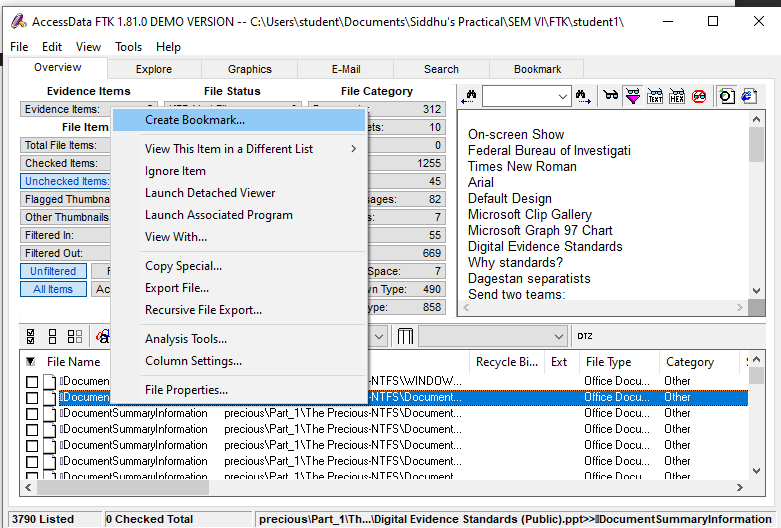 AccessData FTK 1.81.0 DEMO VERSION -- C:\Users\student\Documents\Siddhu's Practical\SEM VI\FTK\student1\
File Edit View Tools Help
Overview Explore Graphics E-Mail Search Bookmark
Evidence Items File Status File Category
Evidence Items: 312
File Item 10
Total File Items: 0
Checked Items: 1255
Unchecked Items: 45
Flagged Thumbna 82
Other Thumbnails 7
Filtered In: 55
Filtered Out: 669
Unfiltered Space: 7
All Items 490
858
Create Bookmark...
View This Item in a Different List
Ignore Item
Launch Detached Viewer
Launch Associated Program
View With...
Copy Special...
Export File...
Recursive File Export...
Analysis Tools...
Column Settings...
File Properties...
TEXT HEX
On-screen Show
Federal Bureau of Investigati
Times New Roman
Arial
Default Design
Microsoft Clip Gallery
Microsoft Graph 97 Chart
Digital Evidence Standards
Why standards?
Dagestan separatists
Send two teams:
DTZ
File Name Recycle Bi... Ext File Type Category
Documen precious\Part_1\The Precious-NTFS\WINDOW... Office Docu... Other
Documen precious\Part_1\The Precious-NTFS\Document... Office Docu... Other
DocumentSummaryInformation precious\Part_1\The Precious-NTFS\Document... Office Docu... Other
DocumentSummaryInformation precious\Part_1\The Precious-NTFS\Document... Office Docu... Other
DocumentSummaryInformation precious\Part_1\The Precious-NTFS\Document... Office Docu... Other
DocumentSummaryInformation precious\Part_1\The Precious-NTFS\Document... Office Docu... Other
3790 Listed 0 Checked Total precious\Part_1\Th...\Digital Evidence Standards (Public).ppt>>DocumentSummaryInformation